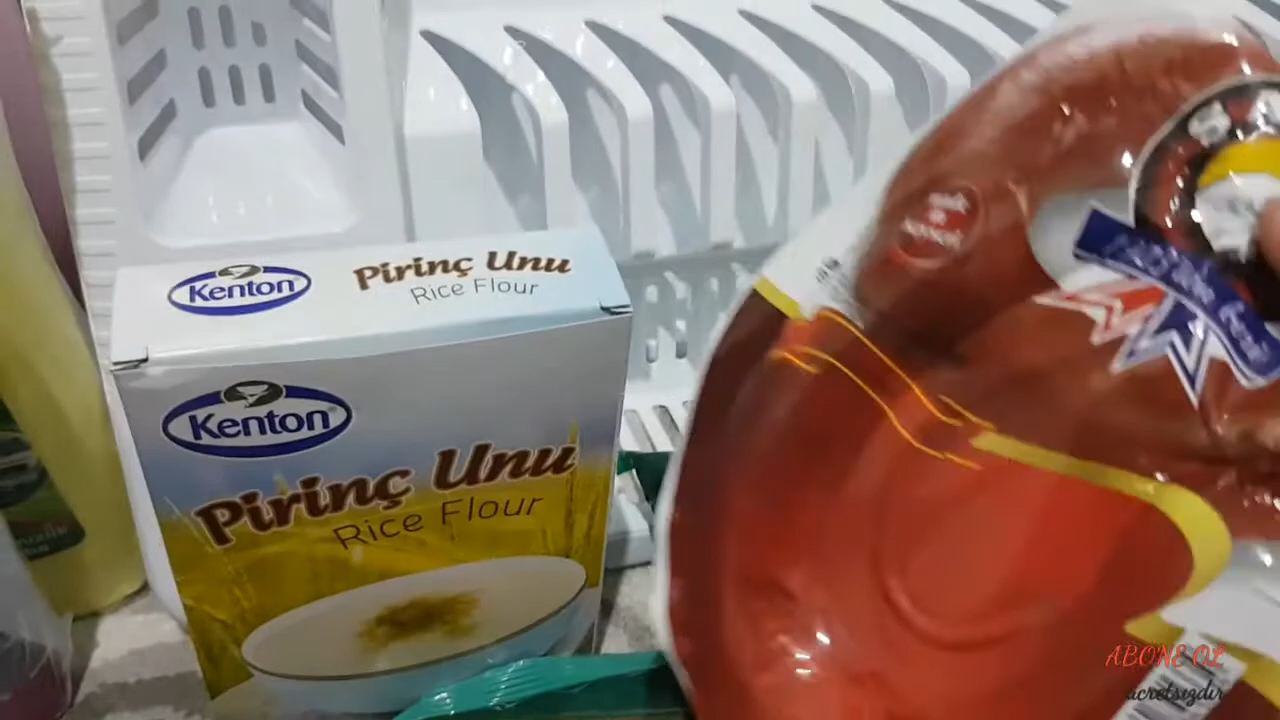 Kenton
Pirinç Unu
Rice Flour
Kenton
Pirinç Unu
Rice Flour
ABONE OL
ücretsizdir